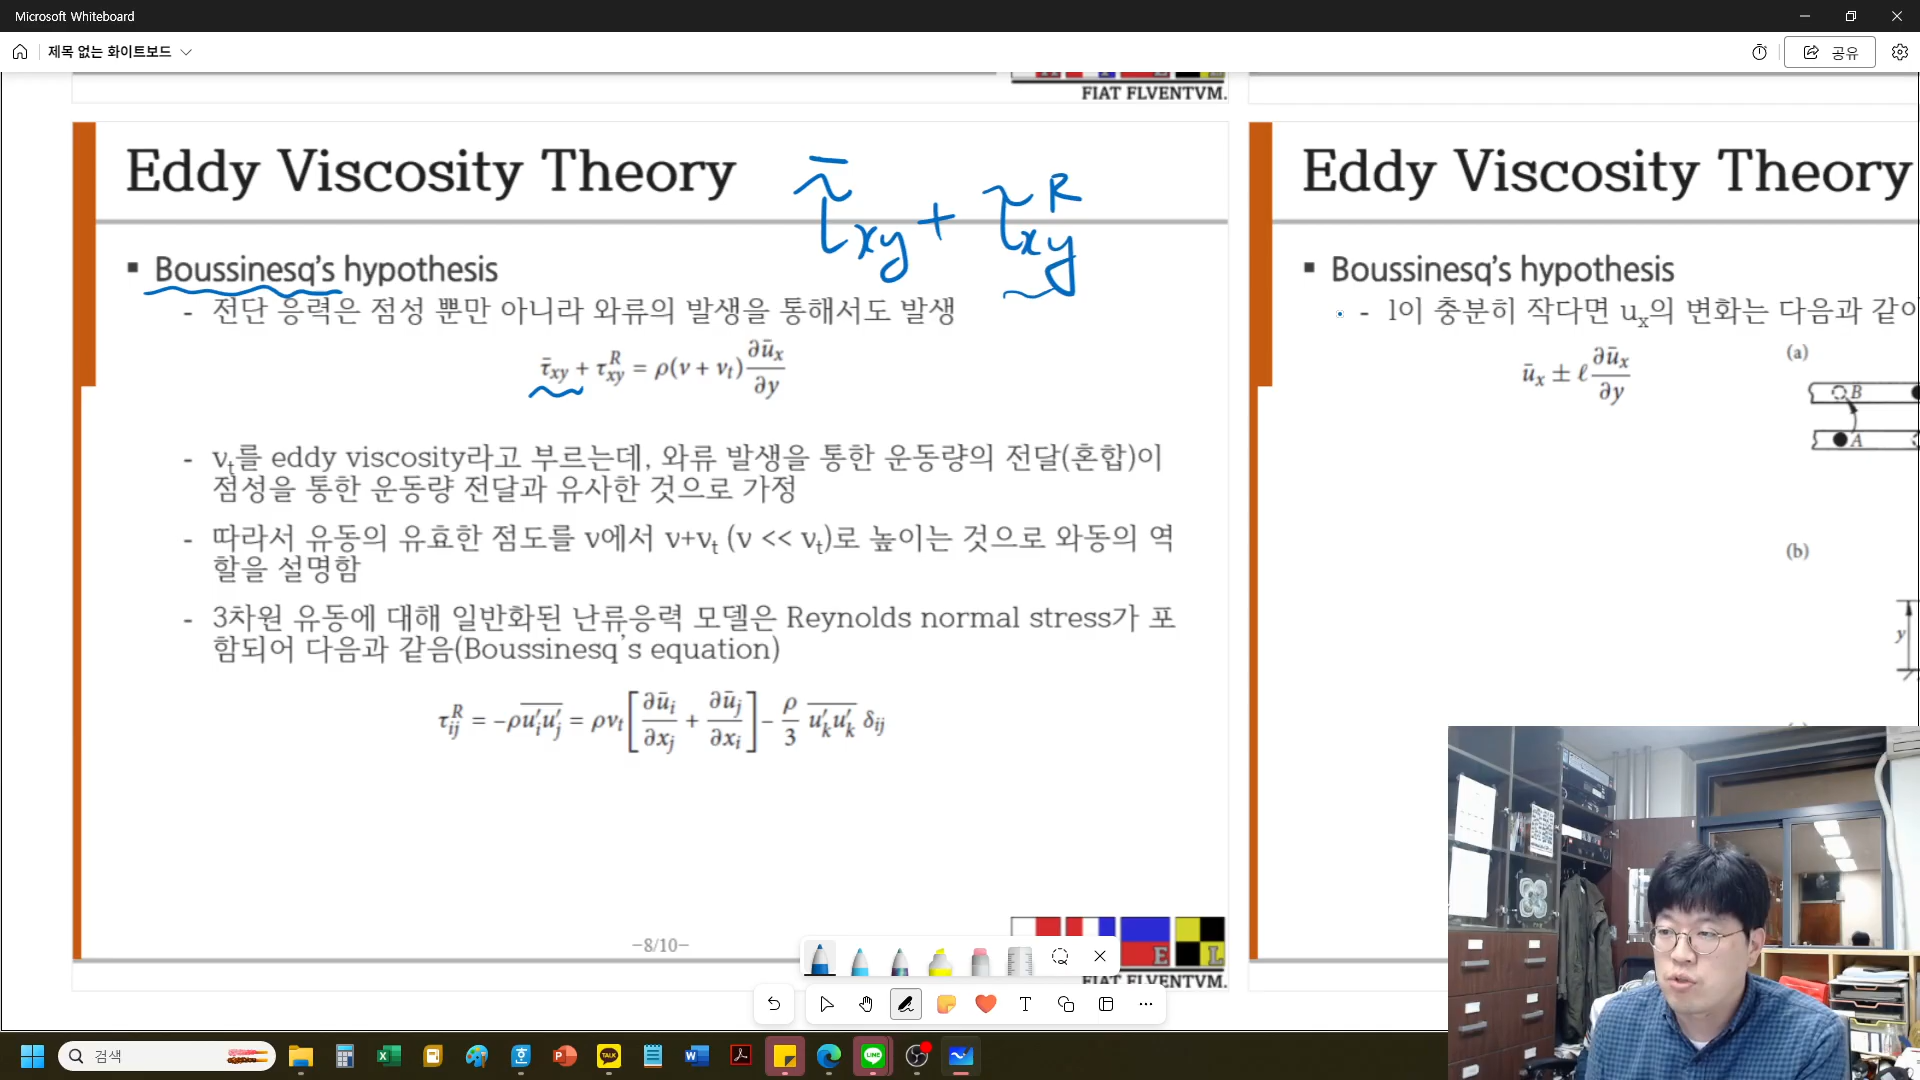 Microsoft Whiteboard
제목 없는 화이트보드
공유
FIAT FLVENTVM.
Eddy Viscosity Theory
τ̄xy + τxy^R
▪ Boussinesq's hypothesis
- 전단 응력은 점성 뿐만 아니라 와류의 발생을 통해서도 발생
τ̄xy + τ^R_xy = ρ(ν + νt) ∂ūx/∂y
- νt를 eddy viscosity라고 부르는데, 와류 발생을 통한 운동량의 전달(혼합)이
점성을 통한 운동량 전달과 유사한 것으로 가정
- 따라서 유동의 유효한 점도를 ν에서 ν+νt (ν << νt)로 높이는 것으로 와동의 역
할을 설명함
- 3차원 유동에 대해 일반화된 난류응력 모델은 Reynolds normal stress가 포
함되어 다음과 같음(Boussinesq's equation)
τ^R_ij = −ρu′iu′j = ρνt[∂ūi/∂xj + ∂ūj/∂xi] − ρ/3 u′ku′k δij
−8/10−
E L
FIAT FLVENTVM.
Eddy Viscosity Theory
▪ Boussinesq's hypothesis
- l이 충분히 작다면 ux의 변화는 다음과 같이
ūx ± ℓ ∂ūx/∂y
(a)
B
A
(b)
y
검색